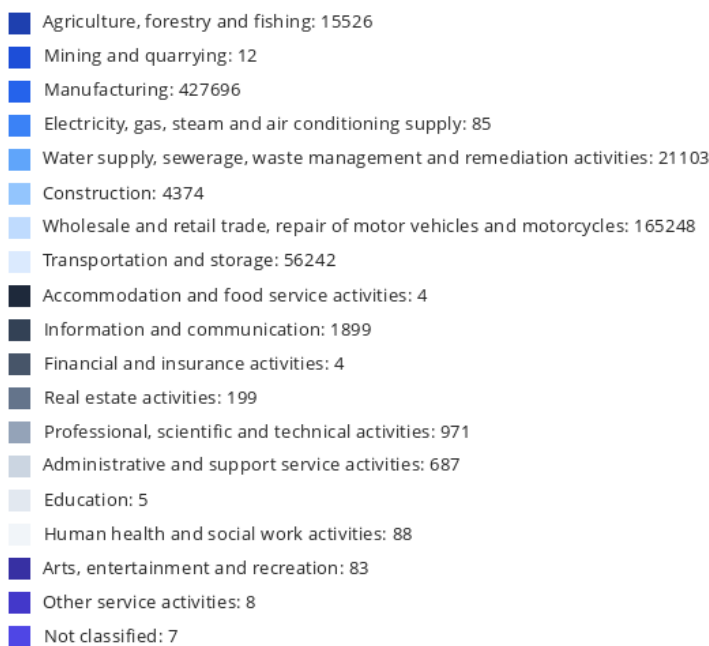 Agriculture, forestry and fishing: 15526
Mining and quarrying: 12
Manufacturing: 427696
Electricity, gas, steam and air conditioning supply: 85
Water supply, sewerage, waste management and remediation activities: 21103
Construction: 4374
Wholesale and retail trade, repair of motor vehicles and motorcycles: 165248
Transportation and storage: 56242
Accommodation and food service activities: 4
Information and communication: 1899
Financial and insurance activities: 4
Real estate activities: 199
Professional, scientific and technical activities: 971
Administrative and support service activities: 687
Education: 5
Human health and social work activities: 88
Arts, entertainment and recreation: 83
Other service activities: 8
Not classified: 7